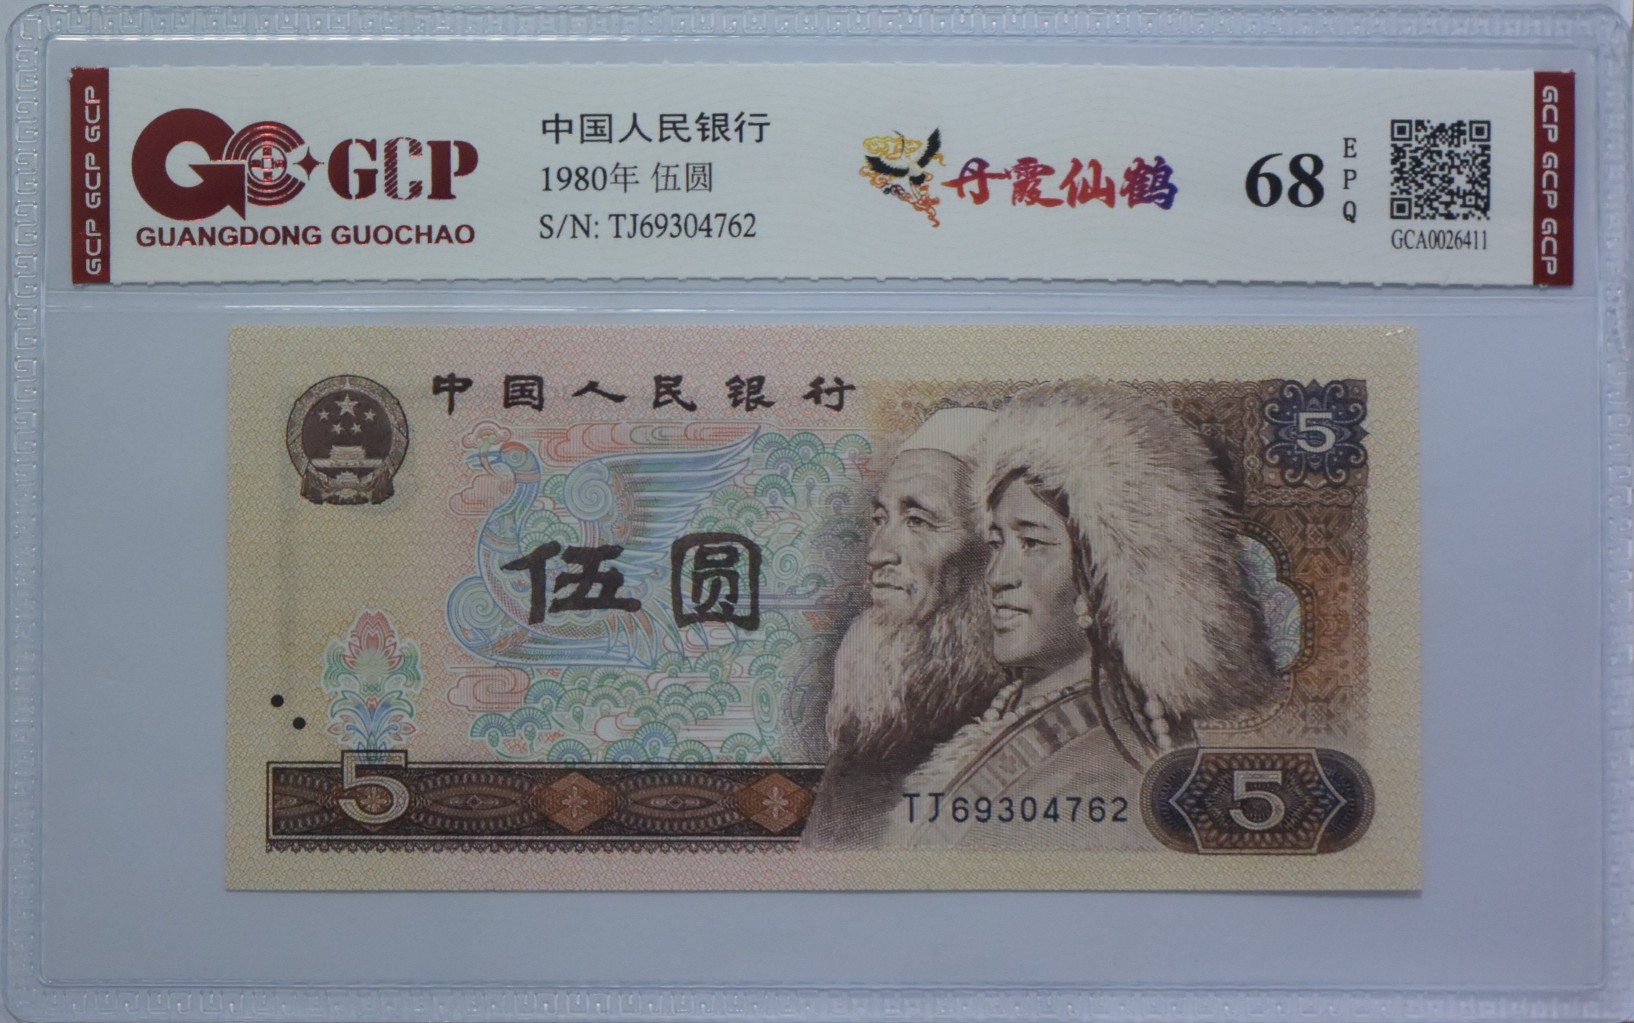 GCP GCP GCP
GCP
GUANGDONG GUOCHAO
中国人民银行
1980年 伍圆
S/N: TJ69304762
丹霞仙鹤
68
EPQ
GCA0026411
GCP GCP GCP
中国人民银行
5
伍圆
5
TJ69304762
5